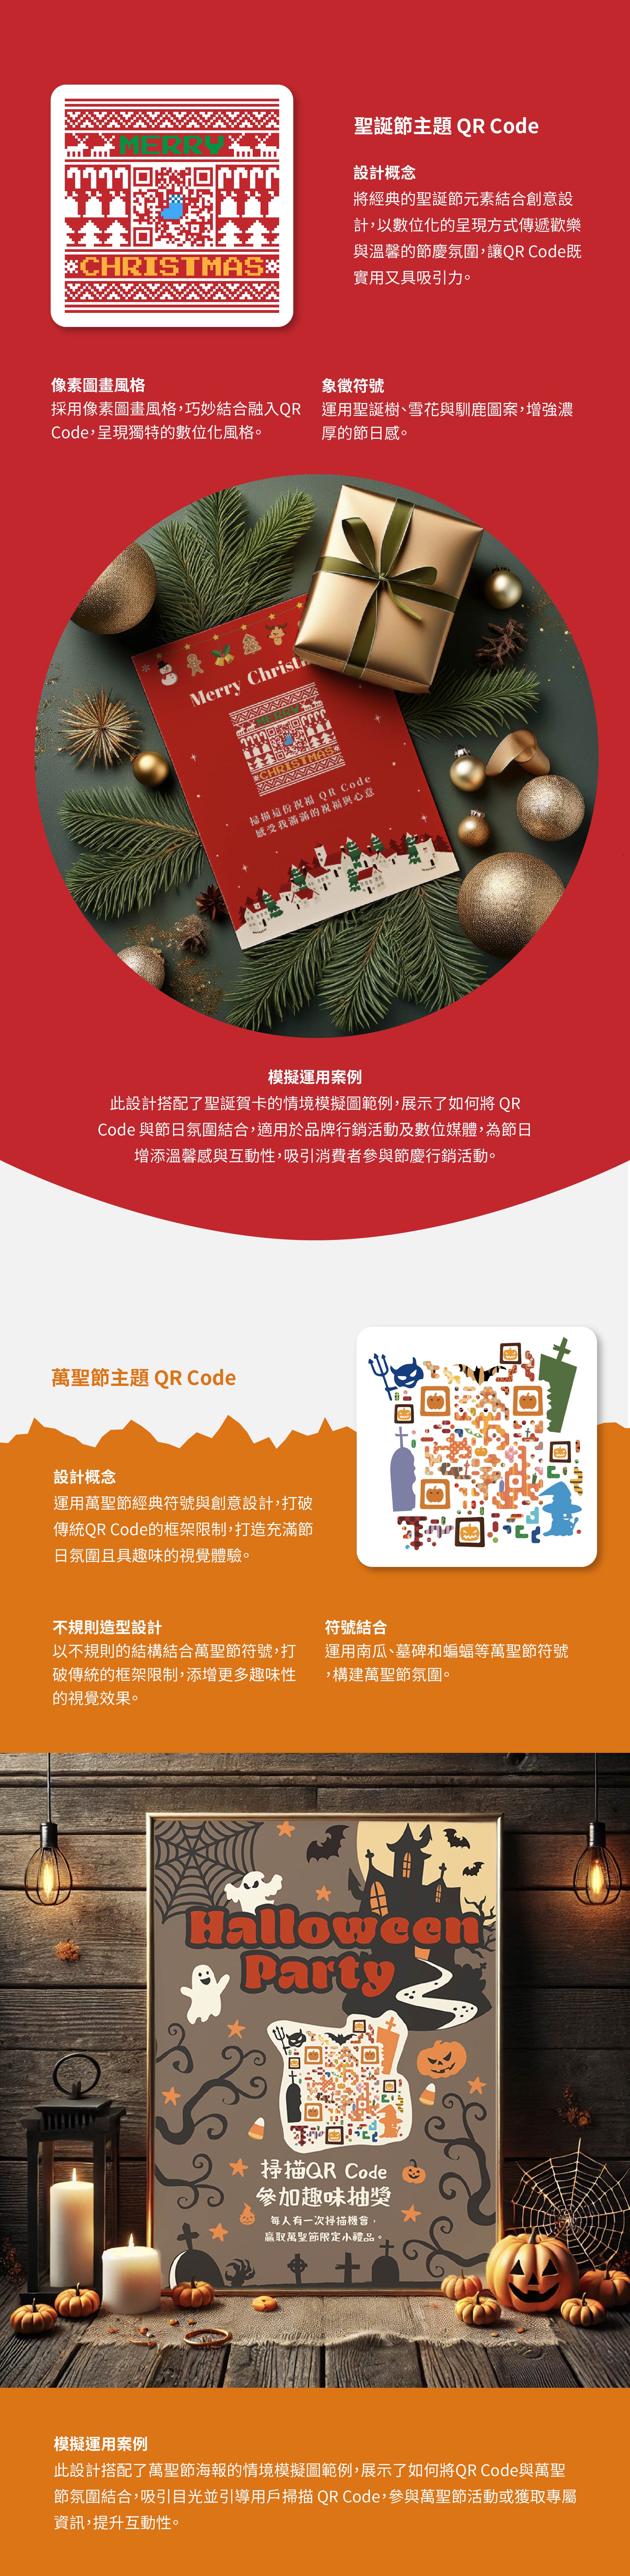 MERRY
CHRISTMAS
聖誕節主題 QR Code
設計概念
將經典的聖誕節元素結合創意設
計，以數位化的呈現方式傳遞歡樂
與溫馨的節慶氛圍，讓QR Code既
實用又具吸引力。
像素圖畫風格
採用像素圖畫風格，巧妙結合融入QR
Code，呈現獨特的數位化風格。
象徵符號
運用聖誕樹、雪花與馴鹿圖案，增強濃
厚的節日感。
Merry Christ
MERRY
CHRISTMAS
掃描這份祝福 QR Code
感受我滿滿的祝福與心意
模擬運用案例
此設計搭配了聖誕賀卡的情境模擬圖範例，展示了如何將 QR
Code 與節日氛圍結合，適用於品牌行銷活動及數位媒體，為節日
增添溫馨感與互動性，吸引消費者參與節慶行銷活動。
萬聖節主題 QR Code
設計概念
運用萬聖節經典符號與創意設計，打破
傳統QR Code的框架限制，打造充滿節
日氛圍且具趣味的視覺體驗。
不規則造型設計
以不規則的結構結合萬聖節符號，打
破傳統的框架限制，添增更多趣味性
的視覺效果。
符號結合
運用南瓜、墓碑和蝙蝠等萬聖節符號
，構建萬聖節氛圍。
Halloween
Party
掃描QR Code
參加趣味抽獎
每人有一次掃描機會，
贏取萬聖節限定小禮品。
模擬運用案例
此設計搭配了萬聖節海報的情境模擬圖範例，展示了如何將QR Code與萬聖
節氛圍結合，吸引目光並引導用戶掃描 QR Code，參與萬聖節活動或獲取專屬
資訊，提升互動性。